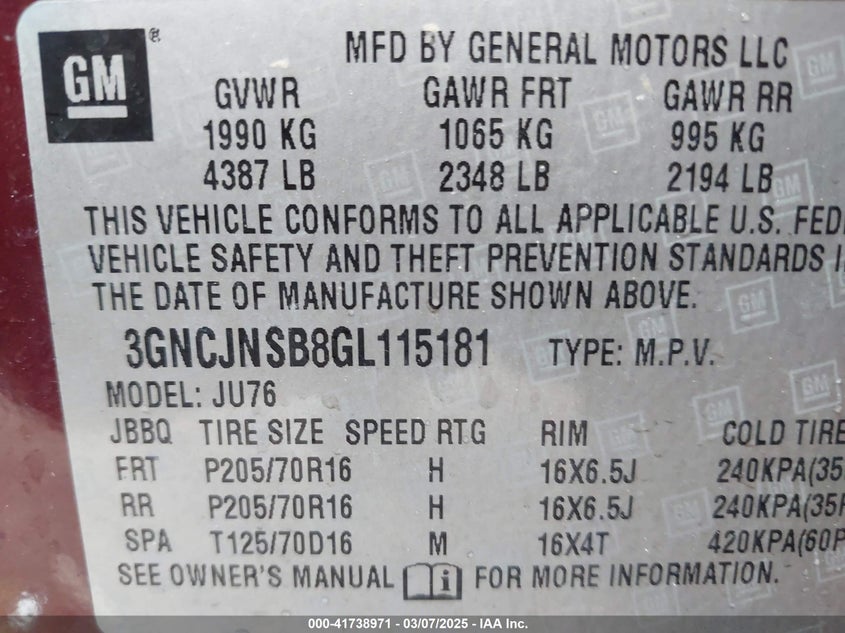 GM ®
MFD BY GENERAL MOTORS LLC
GVWR GAWR FRT GAWR RR
1990 KG 1065 KG 995 KG
4387 LB 2348 LB 2194 LB
THIS VEHICLE CONFORMS TO ALL APPLICABLE U.S. FED
VEHICLE SAFETY AND THEFT PREVENTION STANDARDS I
THE DATE OF MANUFACTURE SHOWN ABOVE.
3GNCJNSB8GL115181 TYPE: M.P.V.
MODEL: JU76
JBBQ TIRE SIZE SPEED RTG RIM COLD TIRE
FRT P205/70R16 H 16X6.5J 240KPA(35
RR P205/70R16 H 16X6.5J 240KPA(35P
SPA T125/70D16 M 16X4T 420KPA(60P
SEE OWNER'S MANUAL i FOR MORE INFORMATION.
000-41738971 - 03/07/2025 - IAA Inc.